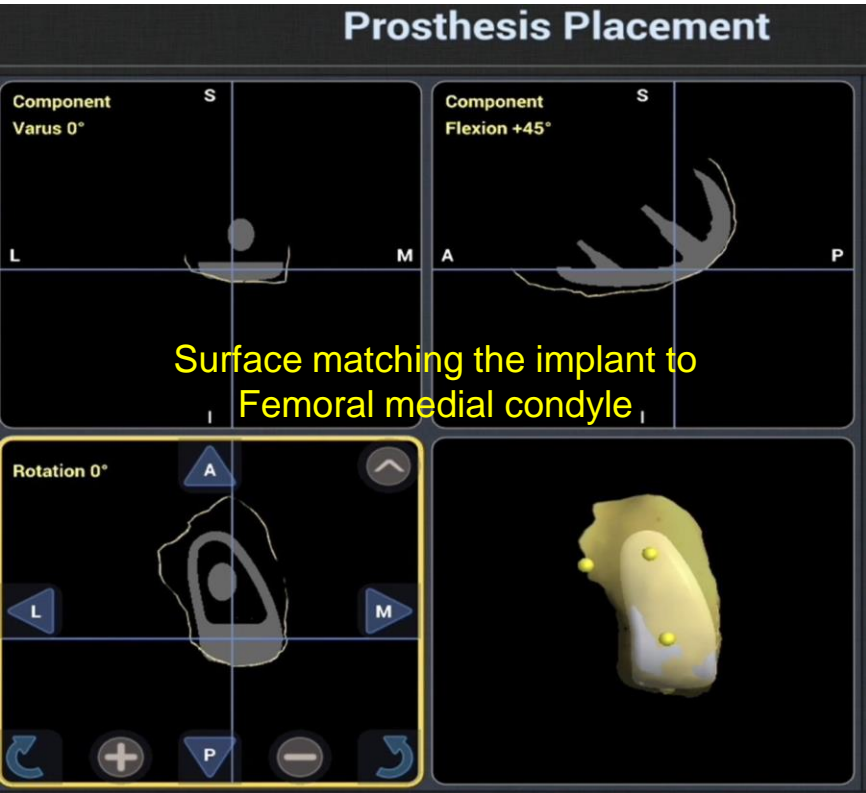 Prosthesis Placement
Component
Varus 0°
S
L
M
I
Component
Flexion +45°
S
A
P
I
Surface matching the implant to
Femoral medial condyle
Rotation 0°
A
L
M
P